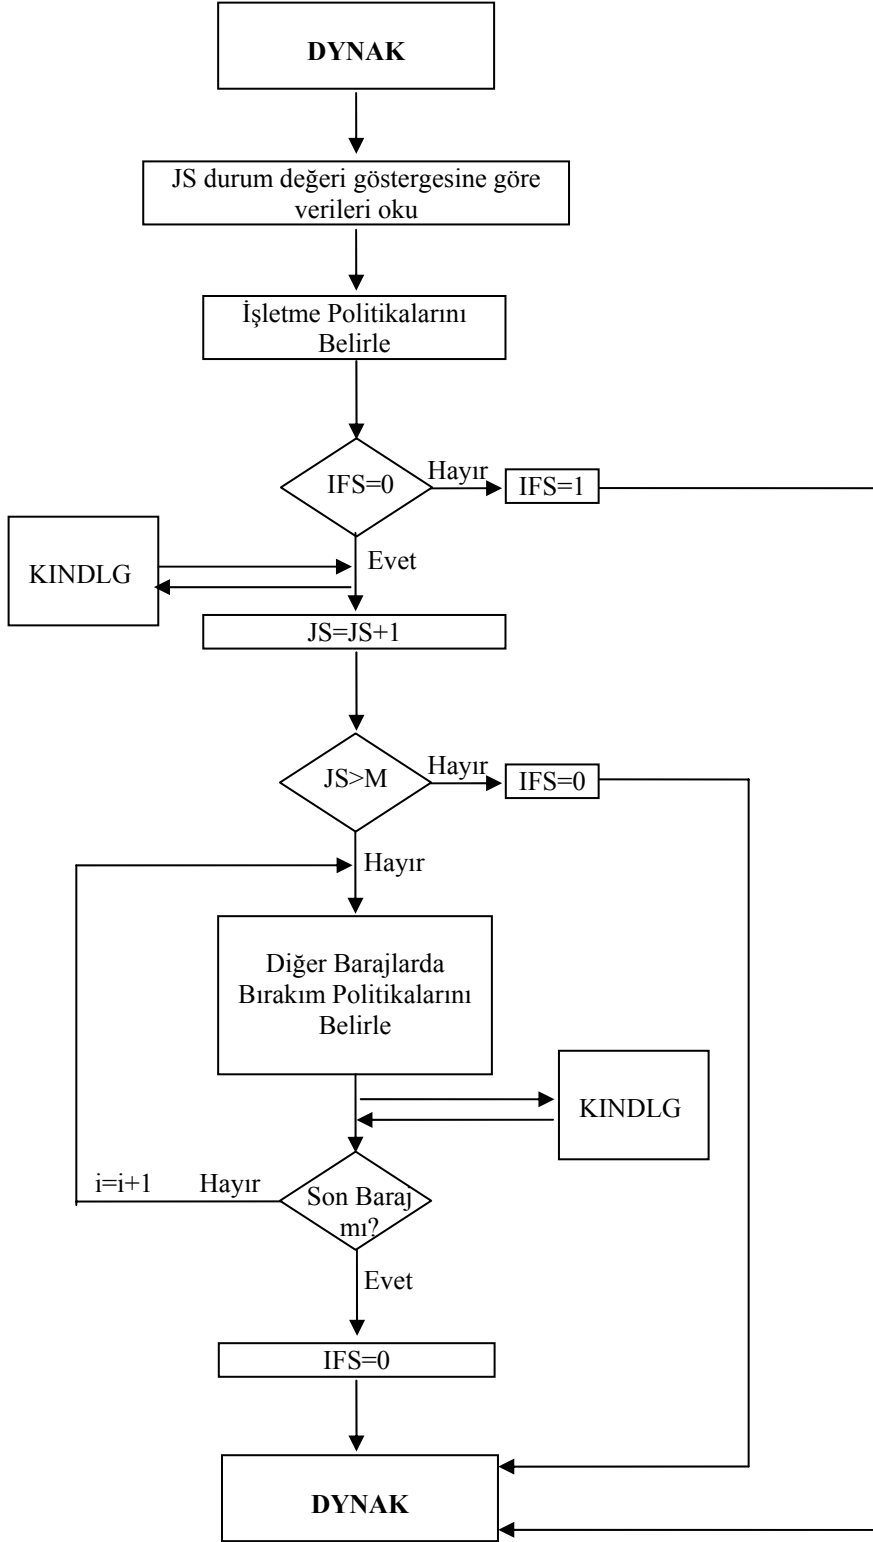 DYNAK
JS durum değeri göstergesine göre
verileri oku
İşletme Politikalarını
Belirle
IFS=0
Hayır
IFS=1
KINDLG
Evet
JS=JS+1
JS>M
Hayır
IFS=0
Hayır
Diğer Barajlarda
Bırakım Politikalarını
Belirle
KINDLG
i=i+1
Hayır
Son Baraj
mı?
Evet
IFS=0
DYNAK